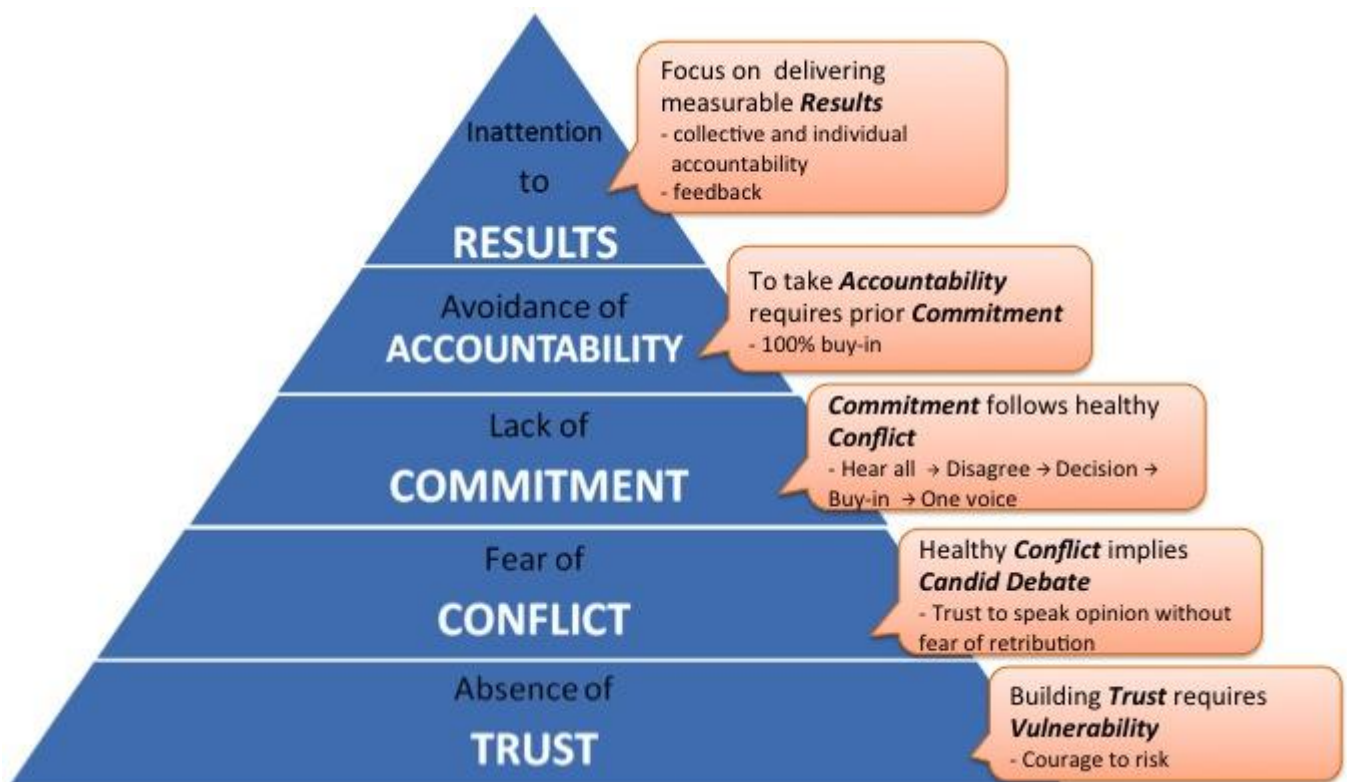 Inattention
to
RESULTS
Focus on delivering
measurable Results
- collective and individual
accountability
- feedback
Avoidance of
ACCOUNTABILITY
To take Accountability
requires prior Commitment
- 100% buy-in
Lack of
COMMITMENT
Commitment follows healthy
Conflict
- Hear all → Disagree → Decision →
Buy-in → One voice
Fear of
CONFLICT
Healthy Conflict implies
Candid Debate
- Trust to speak opinion without
fear of retribution
Absence of
TRUST
Building Trust requires
Vulnerability
- Courage to risk